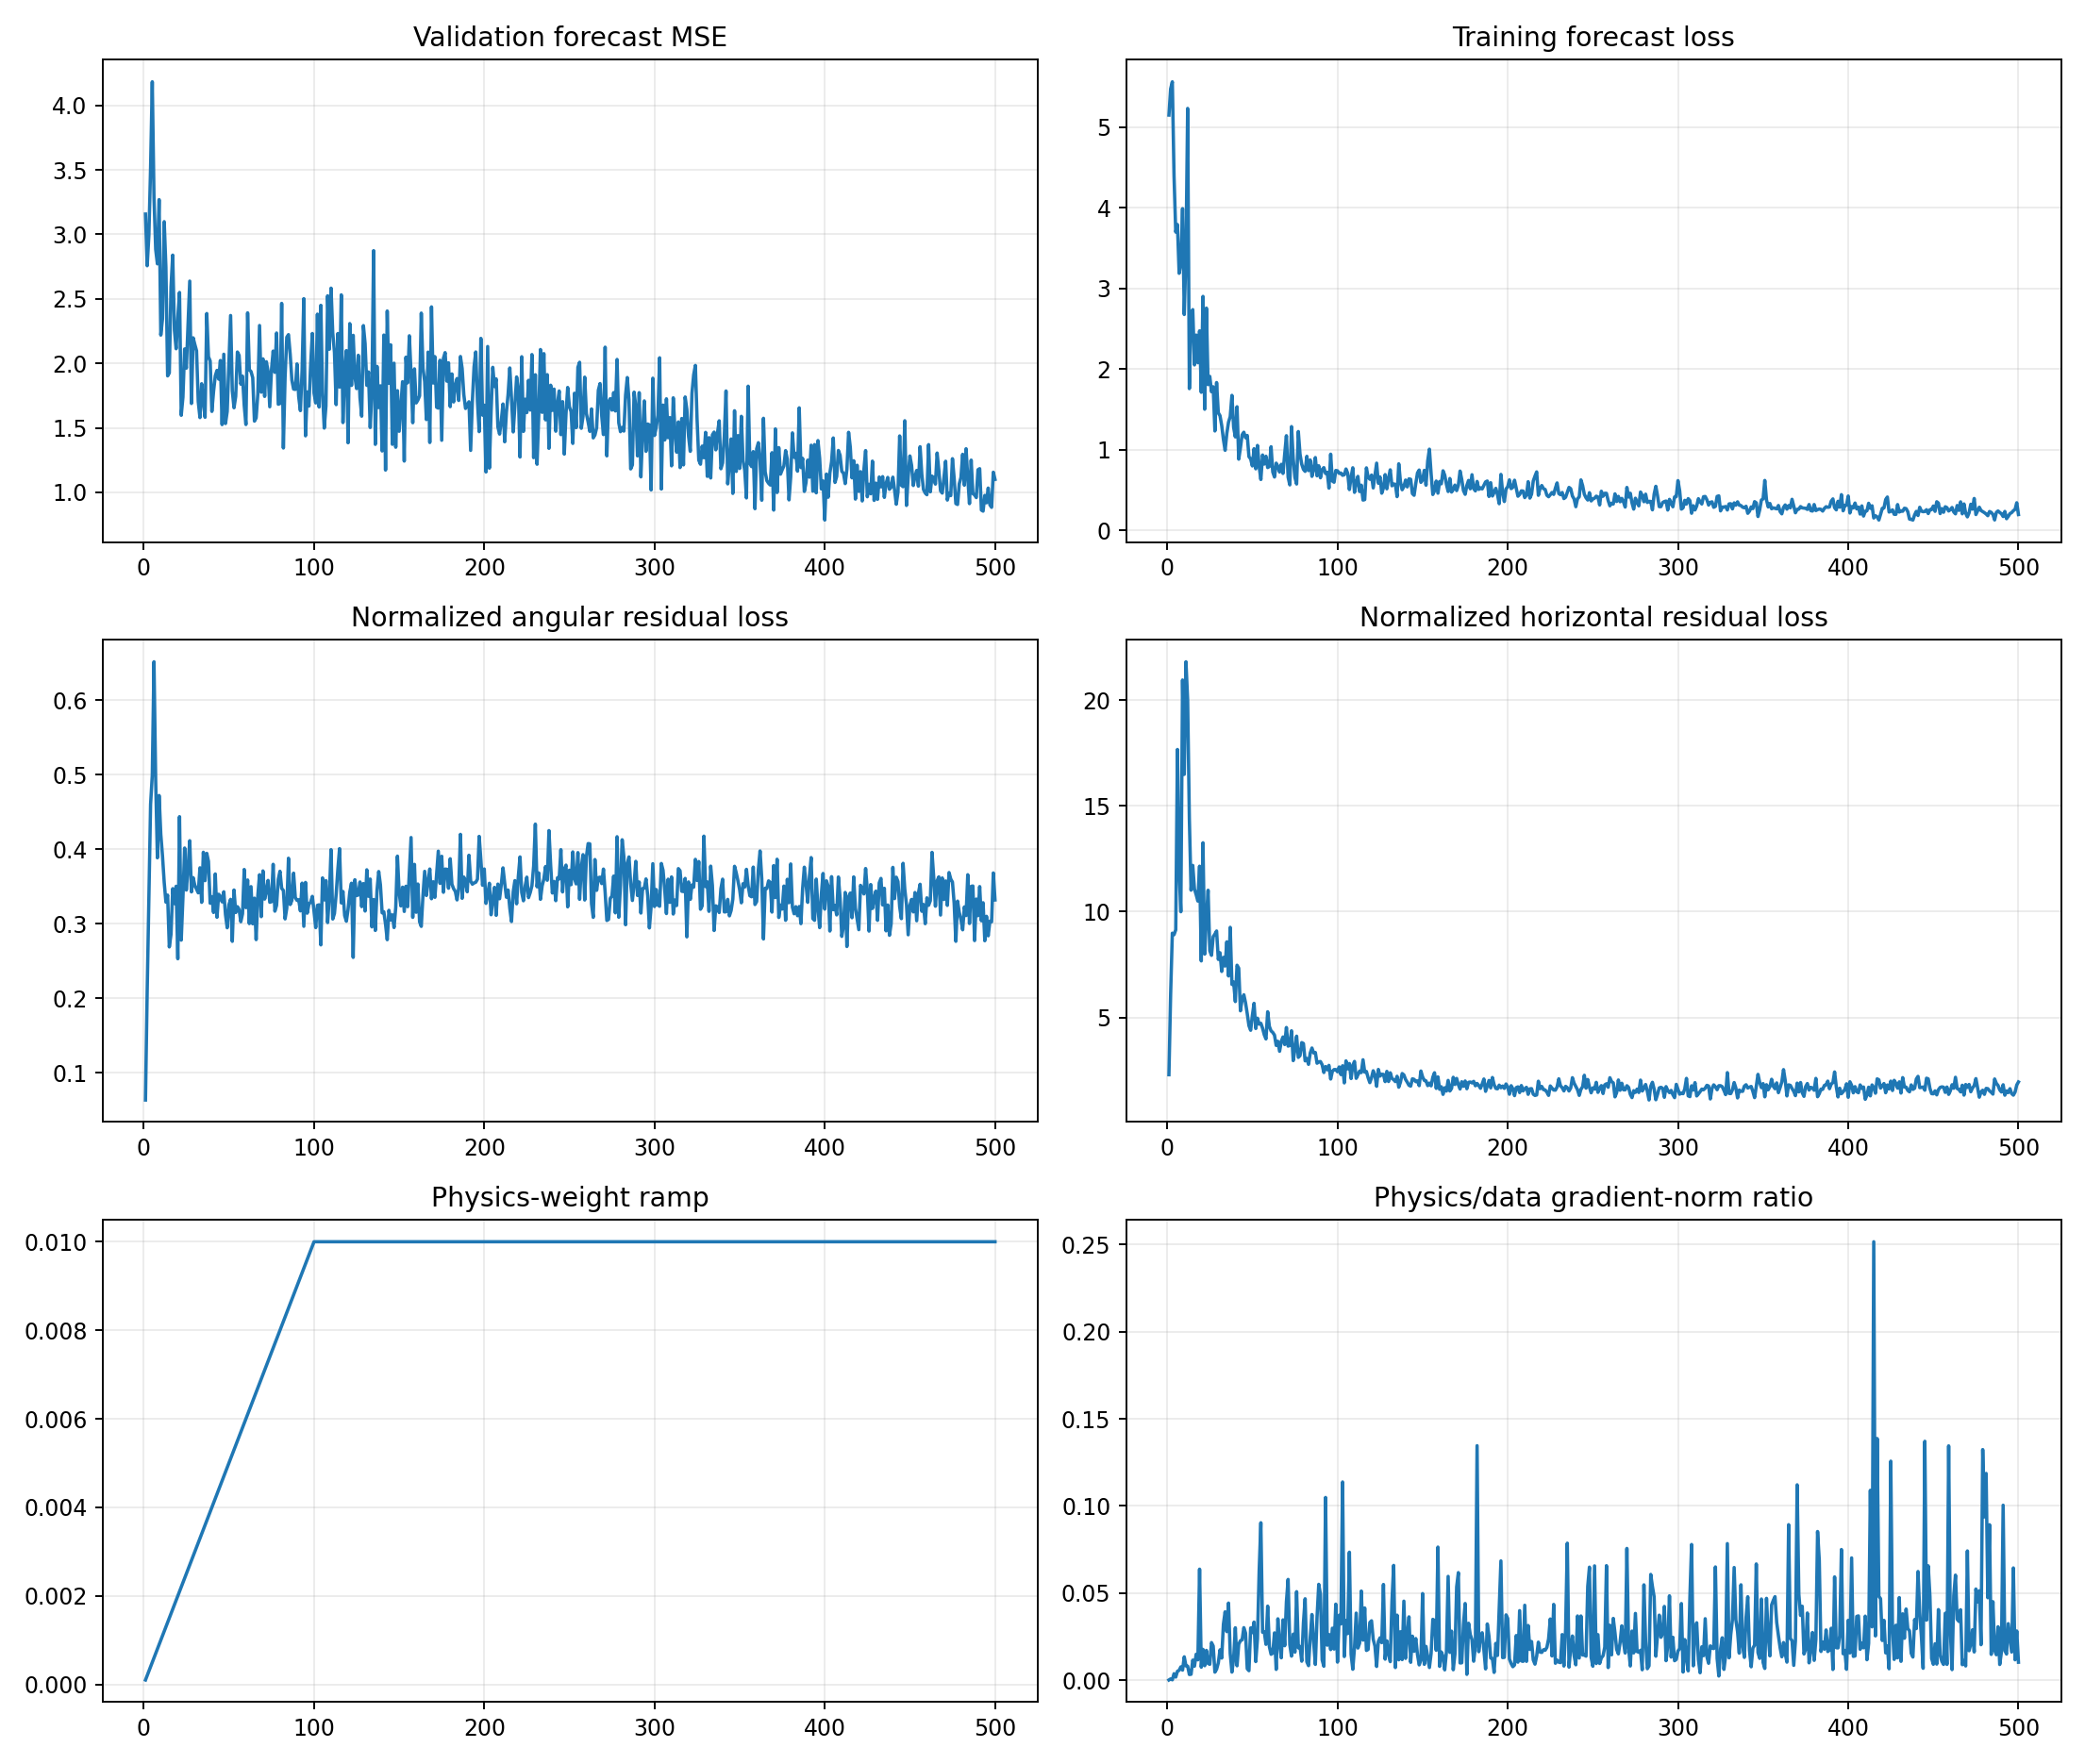 Validation forecast MSE
4.0
3.5
3.0
2.5
2.0
1.5
1.0
0 100 200 300 400 500
Training forecast loss
5
4
3
2
1
0
0 100 200 300 400 500
Normalized angular residual loss
0.6
0.5
0.4
0.3
0.2
0.1
0 100 200 300 400 500
Normalized horizontal residual loss
20
15
10
5
0 100 200 300 400 500
Physics-weight ramp
0.010
0.008
0.006
0.004
0.002
0.000
0 100 200 300 400 500
Physics/data gradient-norm ratio
0.25
0.20
0.15
0.10
0.05
0.00
0 100 200 300 400 500